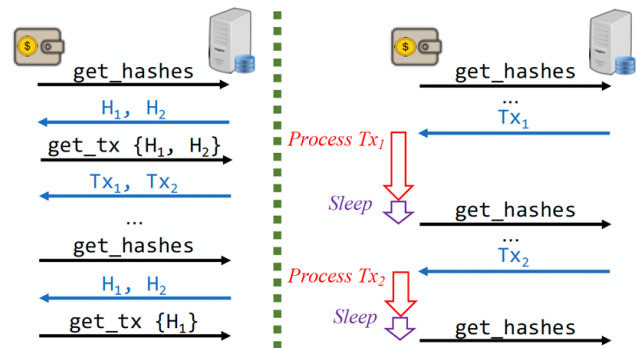 get_hashes
H₁, H₂
get_tx {H₁, H₂}
Tx₁, Tx₂
...
get_hashes
H₁, H₂
get_tx {H₁}
get_hashes
...
Tx₁
Process Tx₁
Sleep
get_hashes
...
Tx₂
Process Tx₂
Sleep
get_hashes